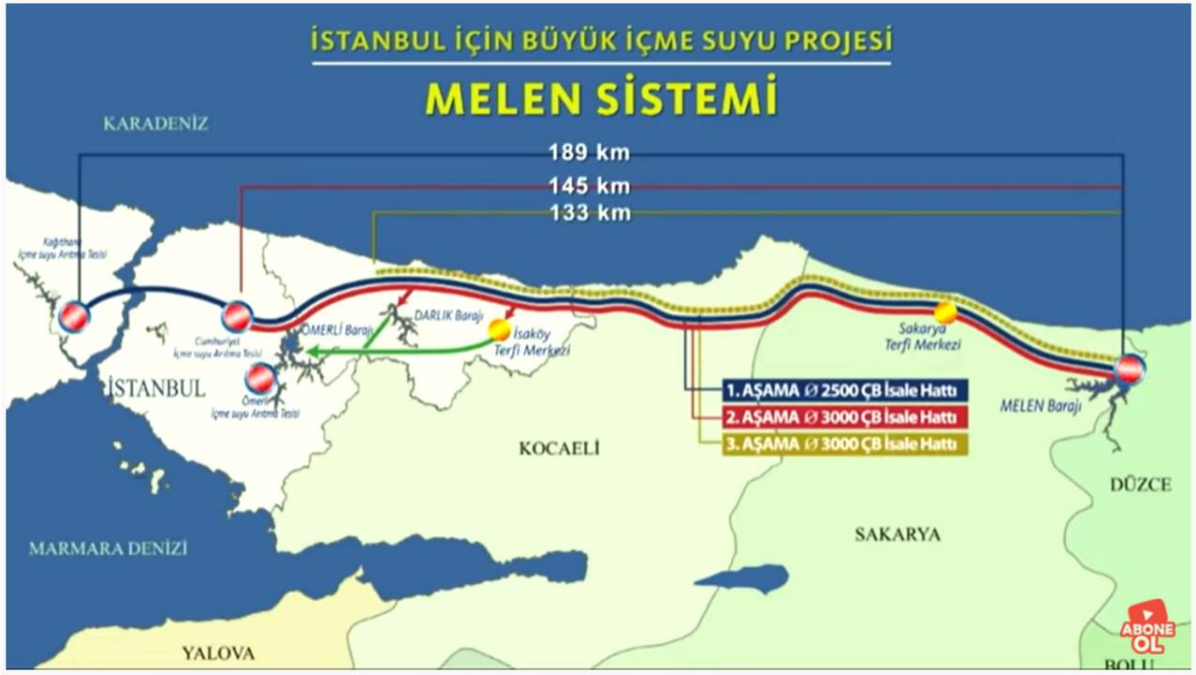 İSTANBUL İÇİN BÜYÜK İÇME SUYU PROJESİ
MELEN SİSTEMİ
KARADENİZ
189 km
145 km
133 km
Kağıthane
İçme suyu Arıtma Tesisi
ÖMERLİ Barajı
DARLIK Barajı
İsaköy
Terfi Merkezi
Sakarya
Terfi Merkezi
Cumhuriyet
İçme suyu Arıtma Tesisi
İSTANBUL
Ömerli
İçme suyu Arıtma Tesisi
1. AŞAMA Ø 2500 ÇB İsale Hattı
2. AŞAMA Ø 3000 ÇB İsale Hattı
3. AŞAMA Ø 3000 ÇB İsale Hattı
MELEN Barajı
KOCAELİ
DÜZCE
SAKARYA
MARMARA DENİZİ
YALOVA
ABONE
OL
BOLU